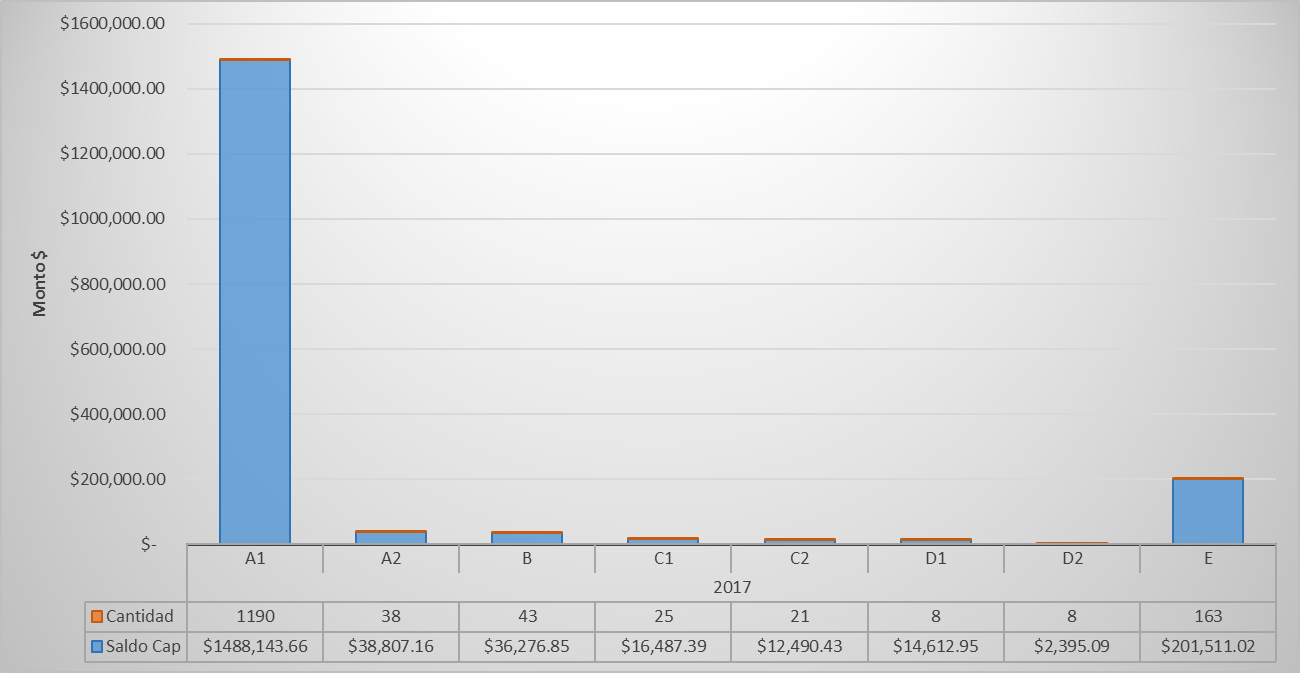 $1600,000.00
$1400,000.00
$1200,000.00
$1000,000.00
$800,000.00
$600,000.00
$400,000.00
$200,000.00
$-
Monto $
A1 A2 B C1 C2 D1 D2 E
2017
Cantidad 1190 38 43 25 21 8 8 163
Saldo Cap $1488,143.66 $38,807.16 $36,276.85 $16,487.39 $12,490.43 $14,612.95 $2,395.09 $201,511.02